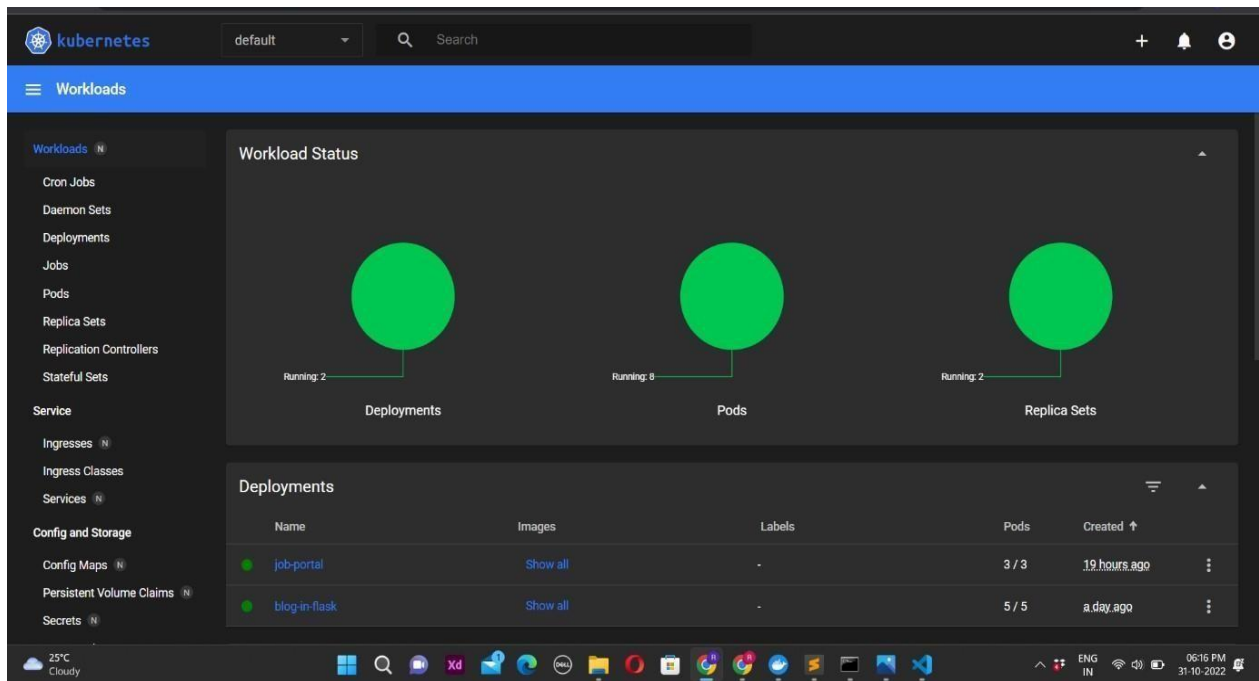 kubernetes
default
Search
Workloads
Workloads N
Cron Jobs
Daemon Sets
Deployments
Jobs
Pods
Replica Sets
Replication Controllers
Stateful Sets
Service
Ingresses N
Ingress Classes
Services N
Config and Storage
Config Maps N
Persistent Volume Claims N
Secrets N
Workload Status
Running: 2
Deployments
Running: 8
Pods
Running: 2
Replica Sets
Deployments
Name Images Labels Pods Created
job-portal Show all - 3 / 3 19 hours ago
blog-in-flask Show all - 5 / 5 a day ago
25°C
Cloudy
Xd
DELL
ENG
IN
06:16 PM
31-10-2022